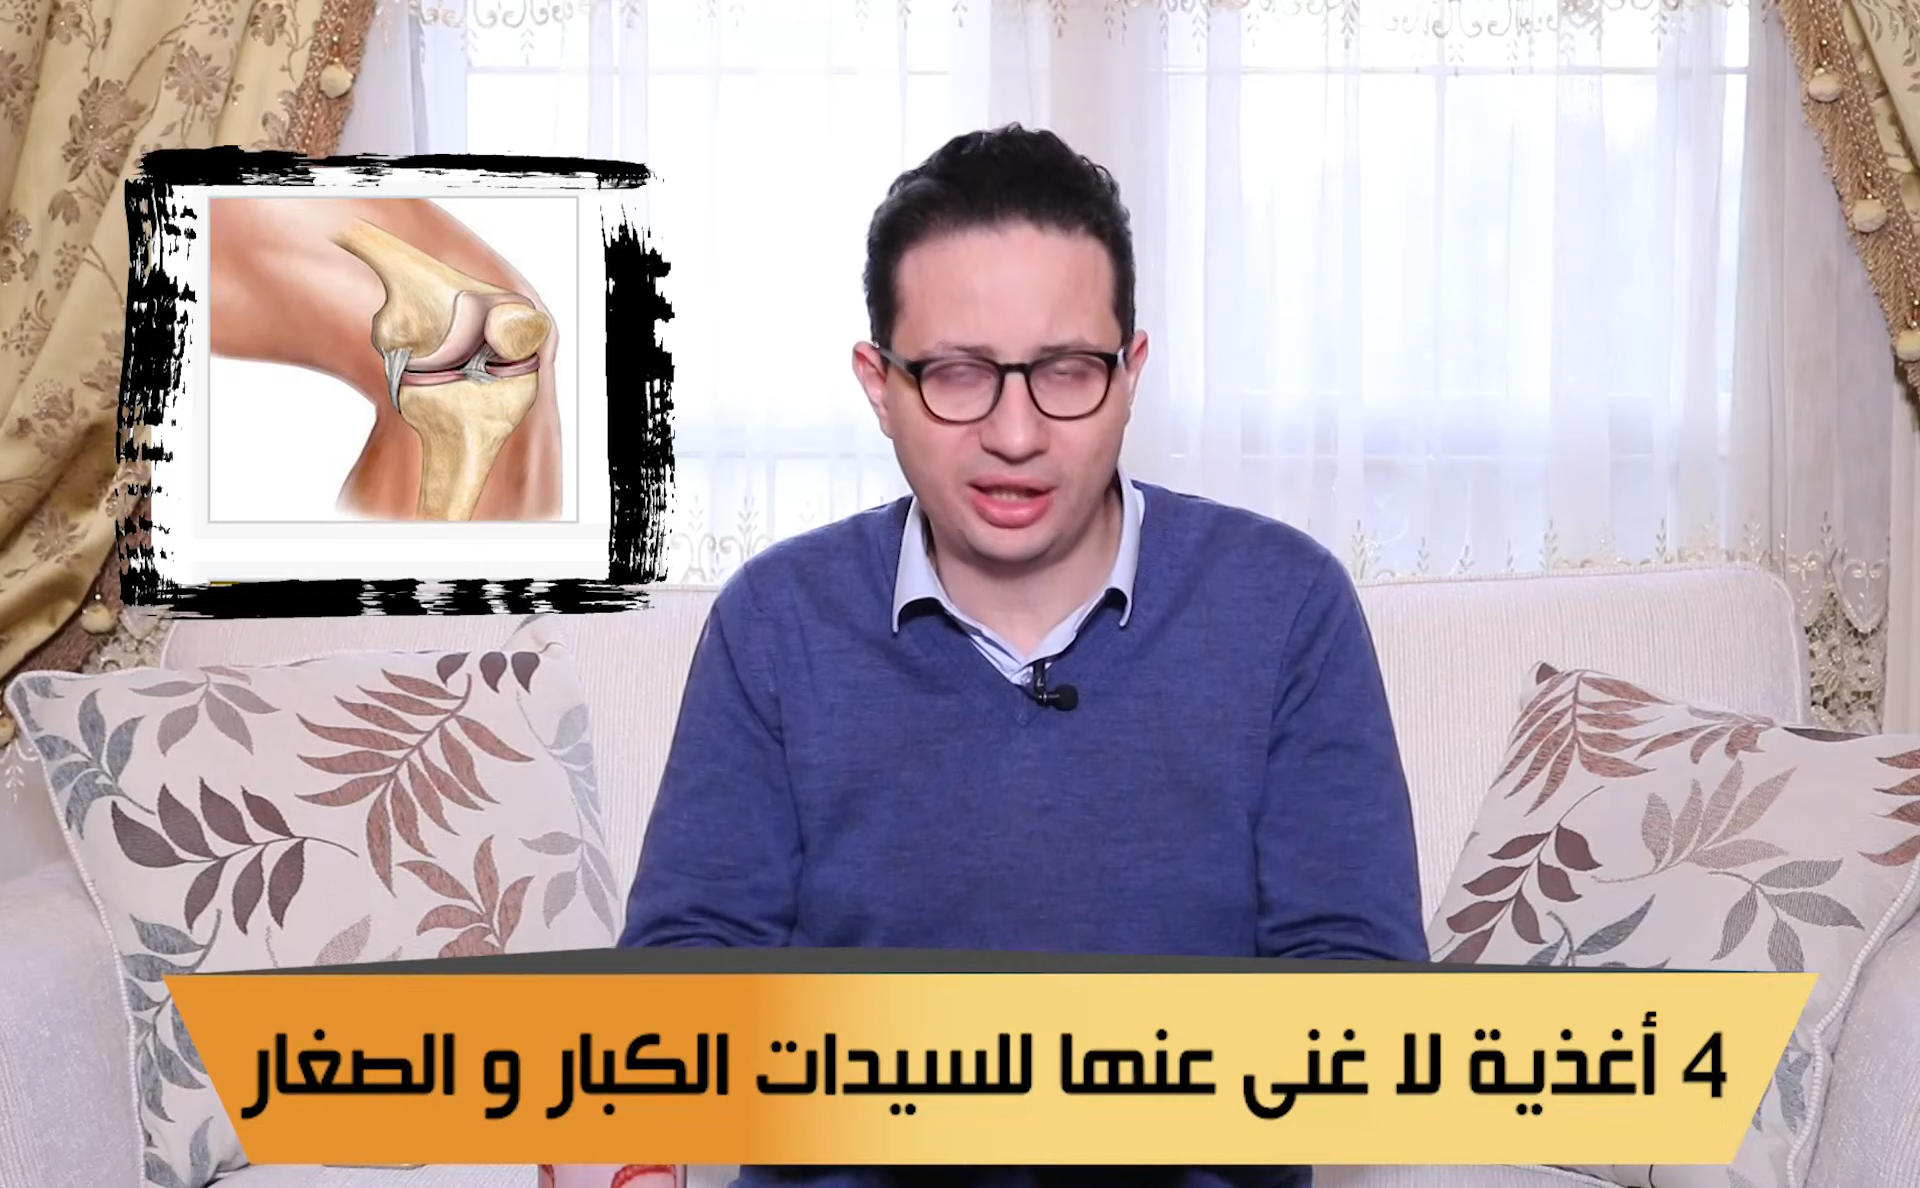 4 أغذية لا غنى عنها للسيدات الكبار و الصغار